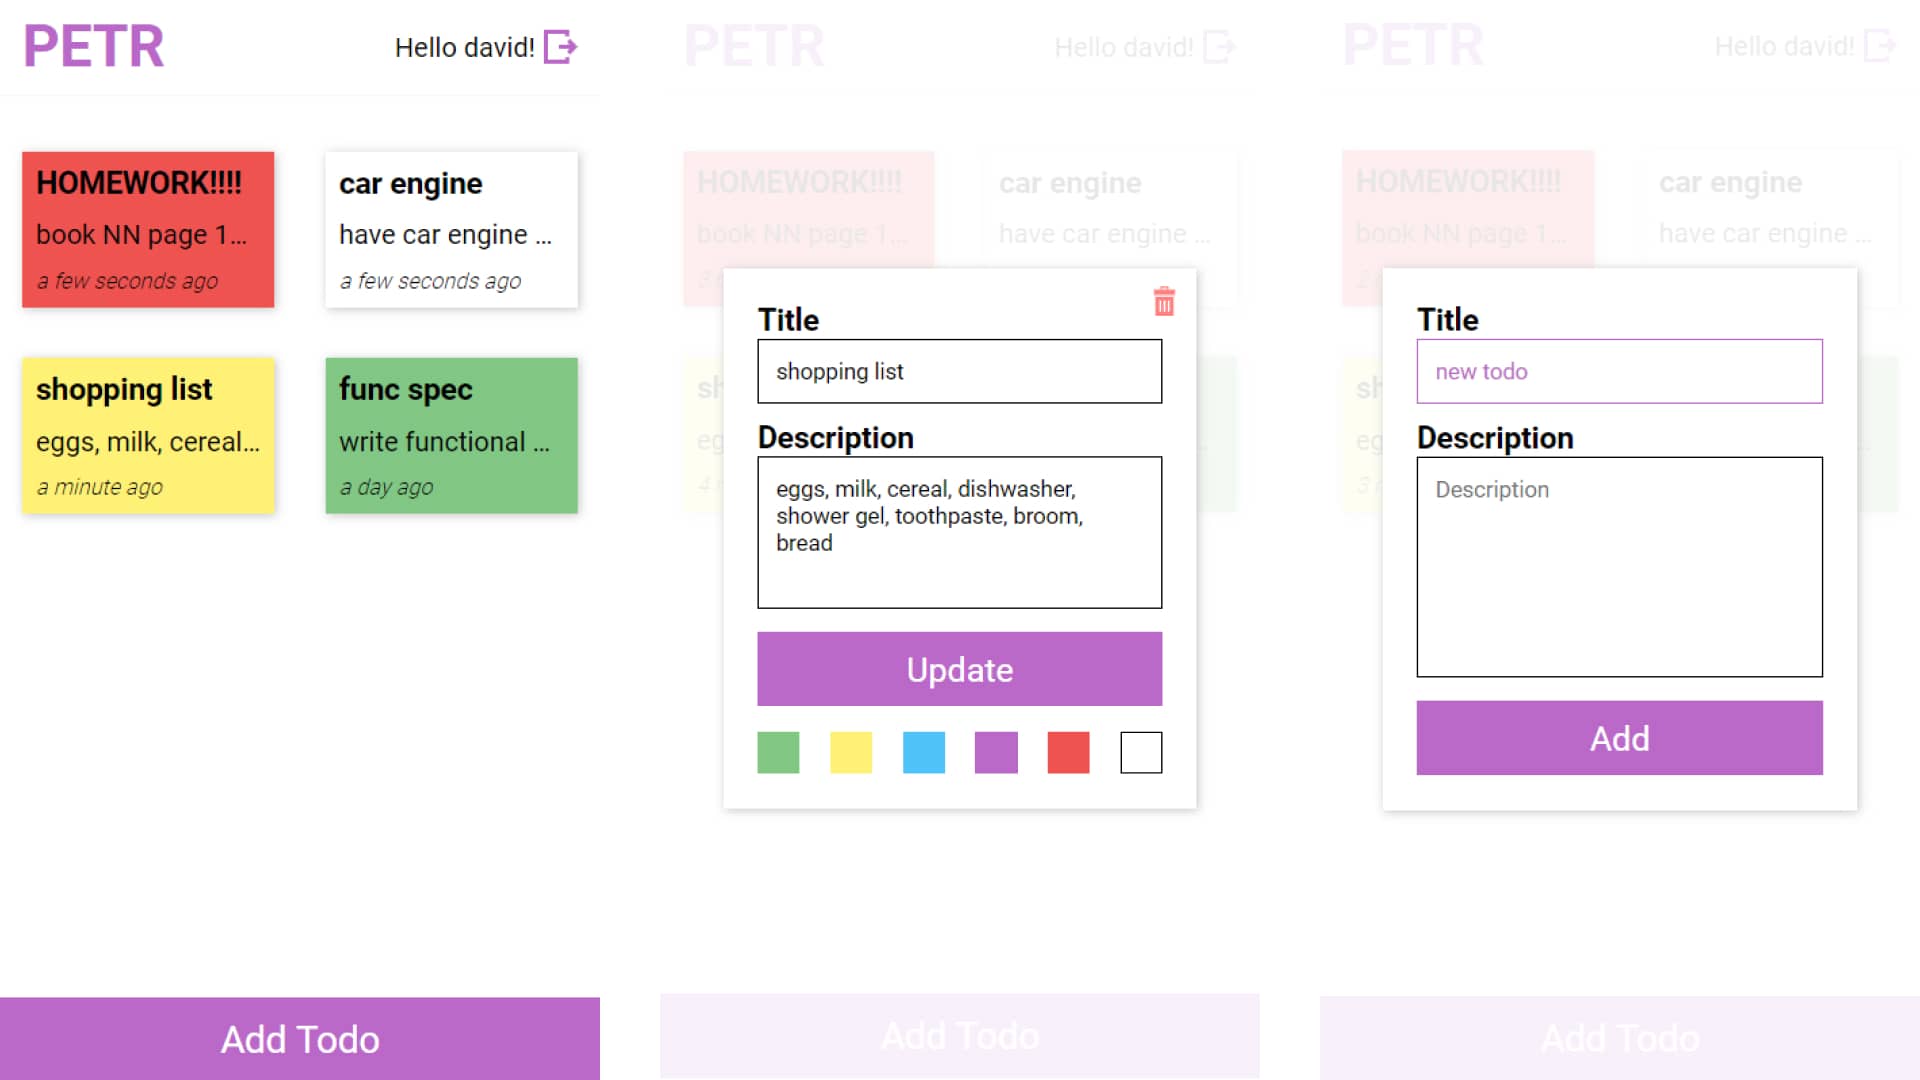 PETR
Hello david!
HOMEWORK!!!!
book NN page 1...
a few seconds ago
car engine
have car engine ...
a few seconds ago
shopping list
eggs, milk, cereal...
a minute ago
func spec
write functional ...
a day ago
Add Todo
PETR
Hello david!
HOMEWORK!!!!
book NN page 1...
car engine
have car engine ...
Title
shopping list
Description
eggs, milk, cereal, dishwasher,
shower gel, toothpaste, broom,
bread
Update
Add Todo
PETR
Hello david!
HOMEWORK!!!!
book NN page 1...
car engine
have car engine ...
Title
new todo
Description
Description
Add
Add Todo